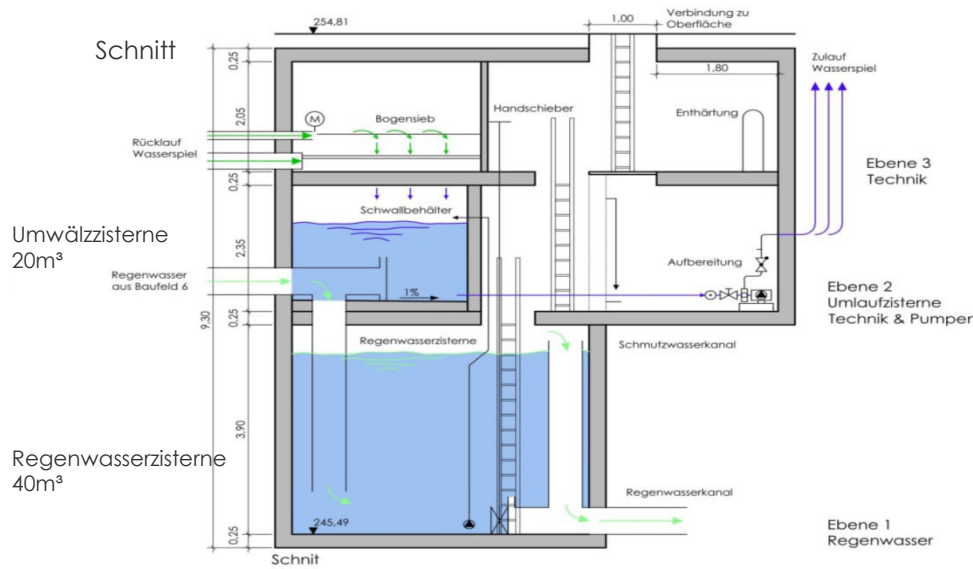 254,81
1,00
Verbindung zu
Oberfläche
Schnitt
0,25
1,80
Zulauf
Wasserspiel
M
Bogensieb
Handschieber
Enthärtung
2,05
Rücklauf
Wasserspiel
Ebene 3
Technik
0,25
Schwallbehälter
Umwälzzisterne
20m³
2,35
Aufbereitung
Regenwasser
aus Baufeld 6
1%
Ebene 2
Umlaufzisterne
Technik & Pumpen
9,30
0,25
Regenwasserzisterne
Schmutzwasserkanal
3,90
Regenwasserzisterne
40m³
Regenwasserkanal
245,49
0,25
Ebene 1
Regenwasser
Schnit